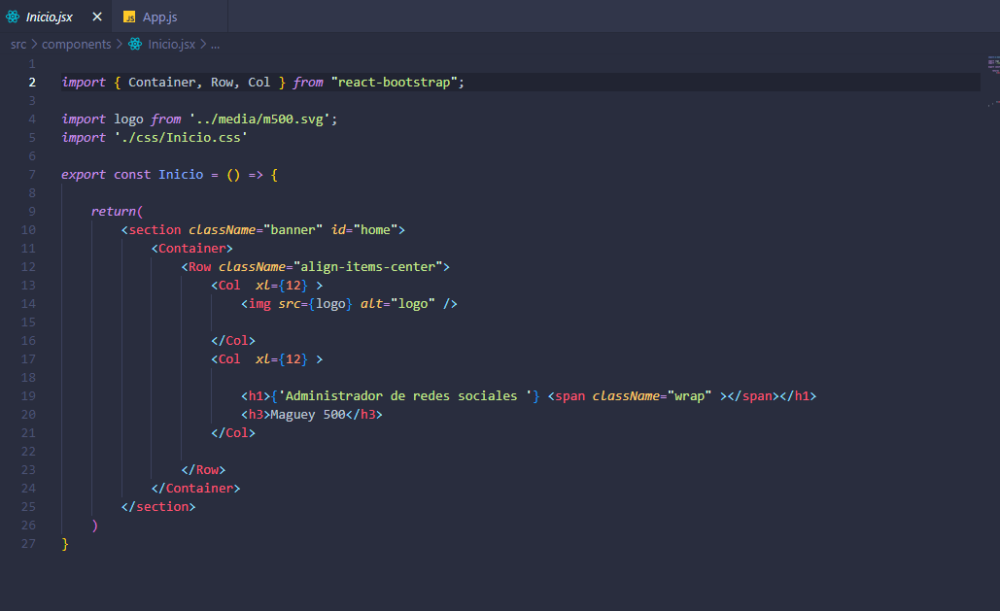 Inicio.jsx × JS App.js
src > components > Inicio.jsx > ...
1
2 import { Container, Row, Col } from "react-bootstrap";
3
4 import logo from '../media/m500.svg';
5 import './css/Inicio.css'
6
7 export const Inicio = () => {
8
9 return(
10 <section className="banner" id="home">
11 <Container>
12 <Row className="align-items-center">
13 <Col  xl={12} >
14 <img src={logo} alt="logo" />
15
16 </Col>
17 <Col  xl={12} >
18
19 <h1>{'Administrador de redes sociales '} <span className="wrap" ></span></h1>
20 <h3>Maguey 500</h3>
21 </Col>
22
23 </Row>
24 </Container>
25 </section>
26 )
27 }